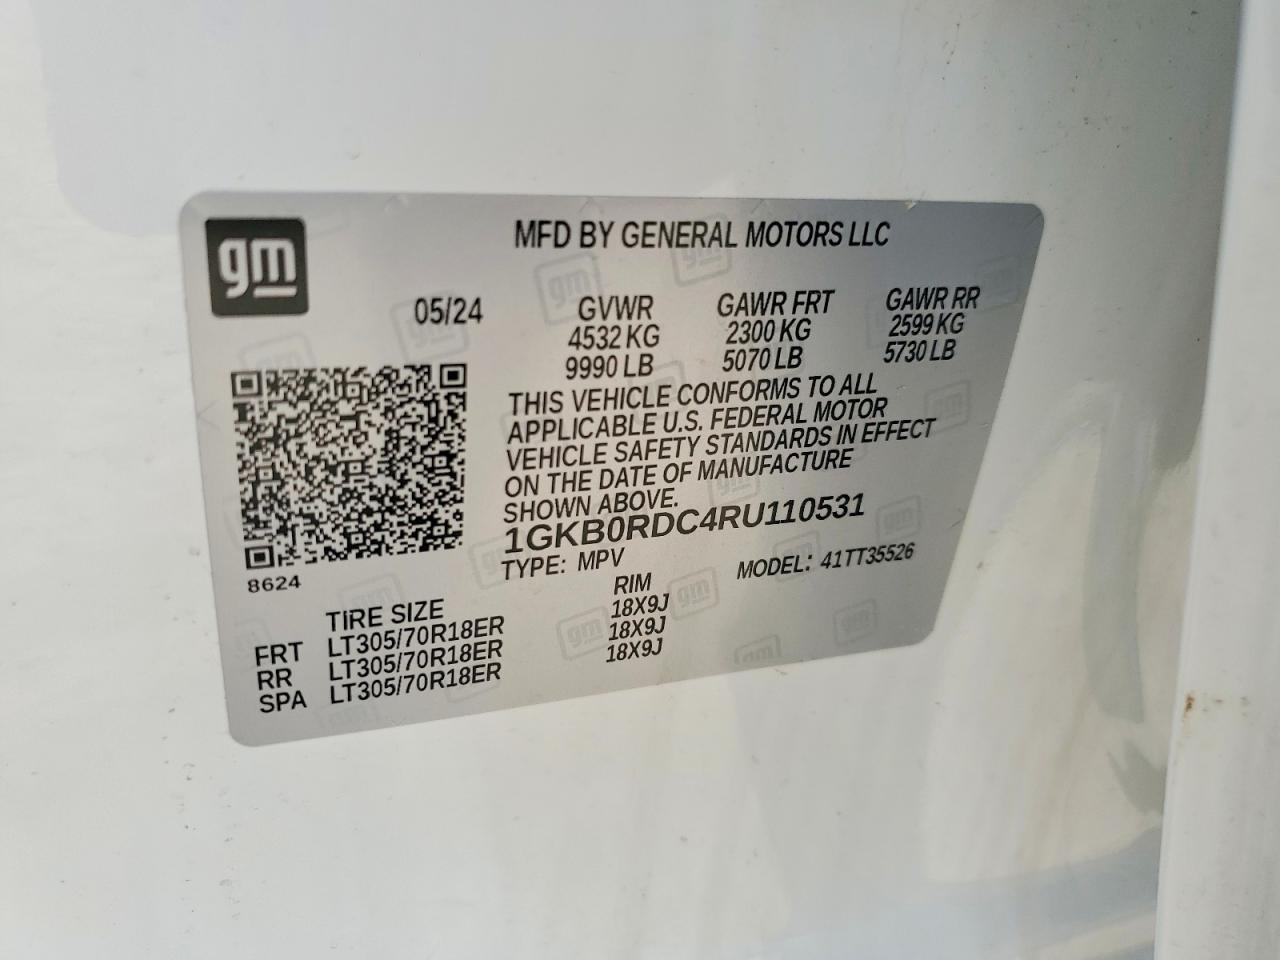 gm
MFD BY GENERAL MOTORS LLC
05/24 GVWR GAWR FRT GAWR RR
4532 KG 2300 KG 2599 KG
9990 LB 5070 LB 5730 LB
THIS VEHICLE CONFORMS TO ALL
APPLICABLE U.S. FEDERAL MOTOR
VEHICLE SAFETY STANDARDS IN EFFECT
ON THE DATE OF MANUFACTURE
SHOWN ABOVE.
1GKB0RDC4RU110531
TYPE: MPV MODEL: 41TT35526
8624
TIRE SIZE RIM
FRT LT305/70R18ER 18X9J
RR LT305/70R18ER 18X9J
SPA LT305/70R18ER 18X9J